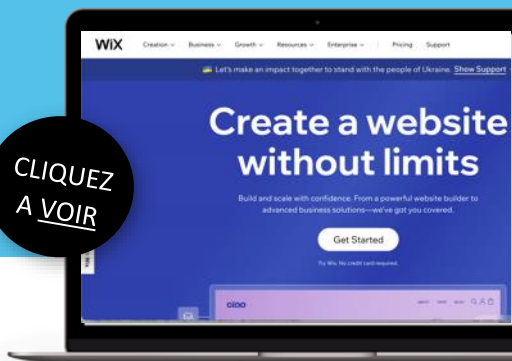 WiX Creation Business Growth Resources Enterprise Pricing Support
Let's make an impact together to stand with the people of Ukraine. Show Support
Create a website
without limits
Build and scale with confidence. From a powerful website builder to
advanced business solutions—we've got you covered.
Get Started
Try Wix. No credit card required.
CLIQUEZ
A VOIR
ciao